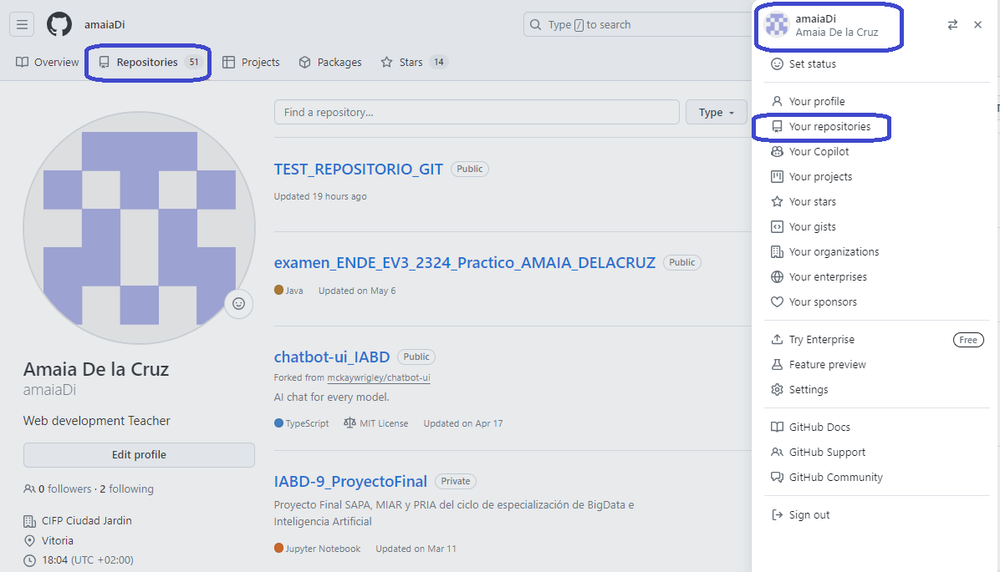 amaiaDi
Type / to search
Overview
Repositories 51
Projects
Packages
Stars 14
Amaia De la Cruz
amaiaDi
Web development Teacher
Edit profile
0 followers · 2 following
CIFP Ciudad Jardin
Vitoria
18:04 (UTC +02:00)
Find a repository...
Type
TEST_REPOSITORIO_GIT Public
Updated 19 hours ago
examen_ENDE_EV3_2324_Practico_AMAIA_DELACRUZ Public
Java Updated on May 6
chatbot-ui_IABD Public
Forked from mckaywrigley/chatbot-ui
AI chat for every model.
TypeScript MIT License Updated on Apr 17
IABD-9_ProyectoFinal Private
Proyecto Final SAPA, MIAR y PRIA del ciclo de especialización de BigData e
Inteligencia Artificial
Jupyter Notebook Updated on Mar 11
amaiaDi
Amaia De la Cruz
Set status
Your profile
Your repositories
Your Copilot
Your projects
Your stars
Your gists
Your organizations
Your enterprises
Your sponsors
Try Enterprise Free
Feature preview
Settings
GitHub Docs
GitHub Support
GitHub Community
Sign out